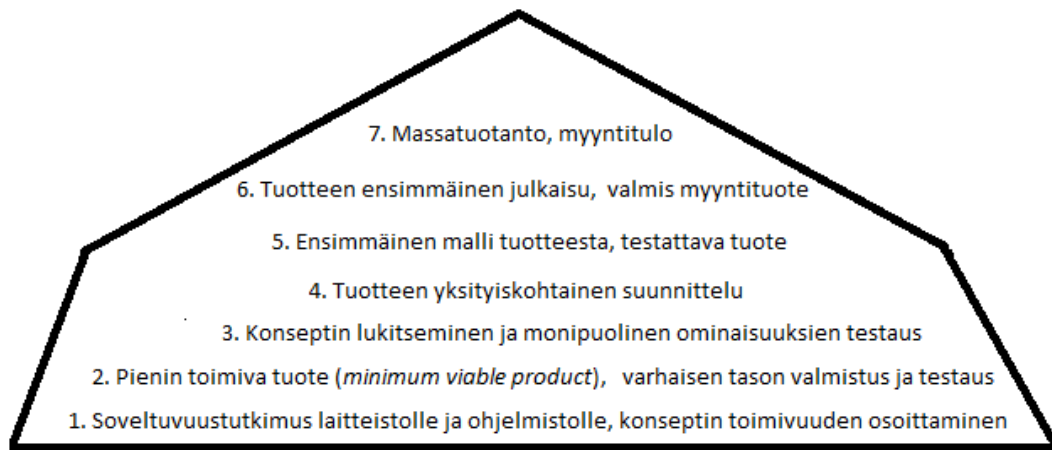 7. Massatuotanto, myyntitulo
6. Tuotteen ensimmäinen julkaisu, valmis myyntituote
5. Ensimmäinen malli tuotteesta, testattava tuote
4. Tuotteen yksityiskohtainen suunnittelu
3. Konseptin lukitseminen ja monipuolinen ominaisuuksien testaus
2. Pienin toimiva tuote (minimum viable product), varhaisen tason valmistus ja testaus
1. Soveltuvuustutkimus laitteistolle ja ohjelmistolle, konseptin toimivuuden osoittaminen